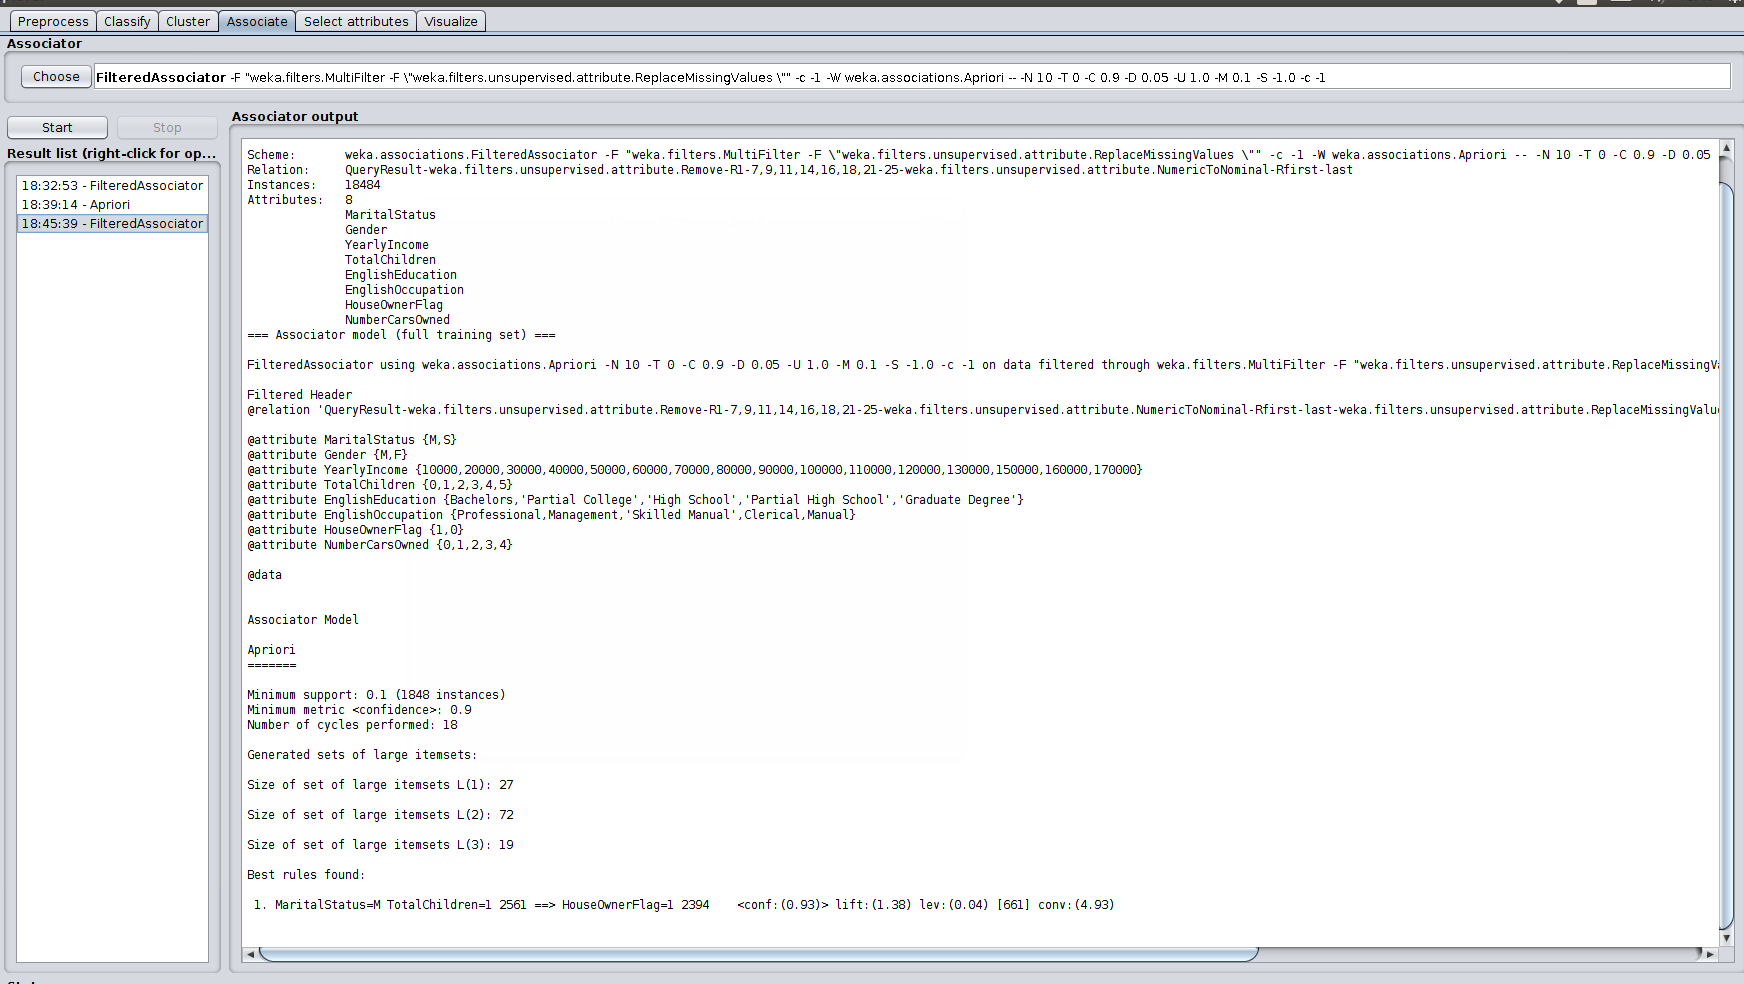 Preprocess Classify Cluster Associate Select attributes Visualize
Associator
Choose FilteredAssociator -F "weka.filters.MultiFilter -F \"weka.filters.unsupervised.attribute.ReplaceMissingValues \"" -c -1 -W weka.associations.Apriori -- -N 10 -T 0 -C 0.9 -D 0.05 -U 1.0 -M 0.1 -S -1.0 -c -1
Start Stop
Result list (right-click for op...
18:32:53 - FilteredAssociator
18:39:14 - Apriori
18:45:39 - FilteredAssociator
Associator output
Scheme: weka.associations.FilteredAssociator -F "weka.filters.MultiFilter -F \"weka.filters.unsupervised.attribute.ReplaceMissingValues \"" -c -1 -W weka.associations.Apriori -- -N 10 -T 0 -C 0.9 -D 0.05
Relation: QueryResult-weka.filters.unsupervised.attribute.Remove-R1-7,9,11,14,16,18,21-25-weka.filters.unsupervised.attribute.NumericToNominal-Rfirst-last
Instances: 18484
Attributes: 8
MaritalStatus
Gender
YearlyIncome
TotalChildren
EnglishEducation
EnglishOccupation
HouseOwnerFlag
NumberCarsOwned
=== Associator model (full training set) ===
FilteredAssociator using weka.associations.Apriori -N 10 -T 0 -C 0.9 -D 0.05 -U 1.0 -M 0.1 -S -1.0 -c -1 on data filtered through weka.filters.MultiFilter -F "weka.filters.unsupervised.attribute.ReplaceMissingV
Filtered Header
@relation 'QueryResult-weka.filters.unsupervised.attribute.Remove-R1-7,9,11,14,16,18,21-25-weka.filters.unsupervised.attribute.NumericToNominal-Rfirst-last-weka.filters.unsupervised.attribute.ReplaceMissingValu
@attribute MaritalStatus {M,S}
@attribute Gender {M,F}
@attribute YearlyIncome {10000,20000,30000,40000,50000,60000,70000,80000,90000,100000,110000,120000,130000,150000,160000,170000}
@attribute TotalChildren {0,1,2,3,4,5}
@attribute EnglishEducation {Bachelors,'Partial College','High School','Partial High School','Graduate Degree'}
@attribute EnglishOccupation {Professional,Management,'Skilled Manual',Clerical,Manual}
@attribute HouseOwnerFlag {1,0}
@attribute NumberCarsOwned {0,1,2,3,4}
@data
Associator Model
Apriori
=======
Minimum support: 0.1 (1848 instances)
Minimum metric <confidence>: 0.9
Number of cycles performed: 18
Generated sets of large itemsets:
Size of set of large itemsets L(1): 27
Size of set of large itemsets L(2): 72
Size of set of large itemsets L(3): 19
Best rules found:
1. MaritalStatus=M TotalChildren=1 2561 ==> HouseOwnerFlag=1 2394 <conf:(0.93)> lift:(1.38) lev:(0.04) [661] conv:(4.93)